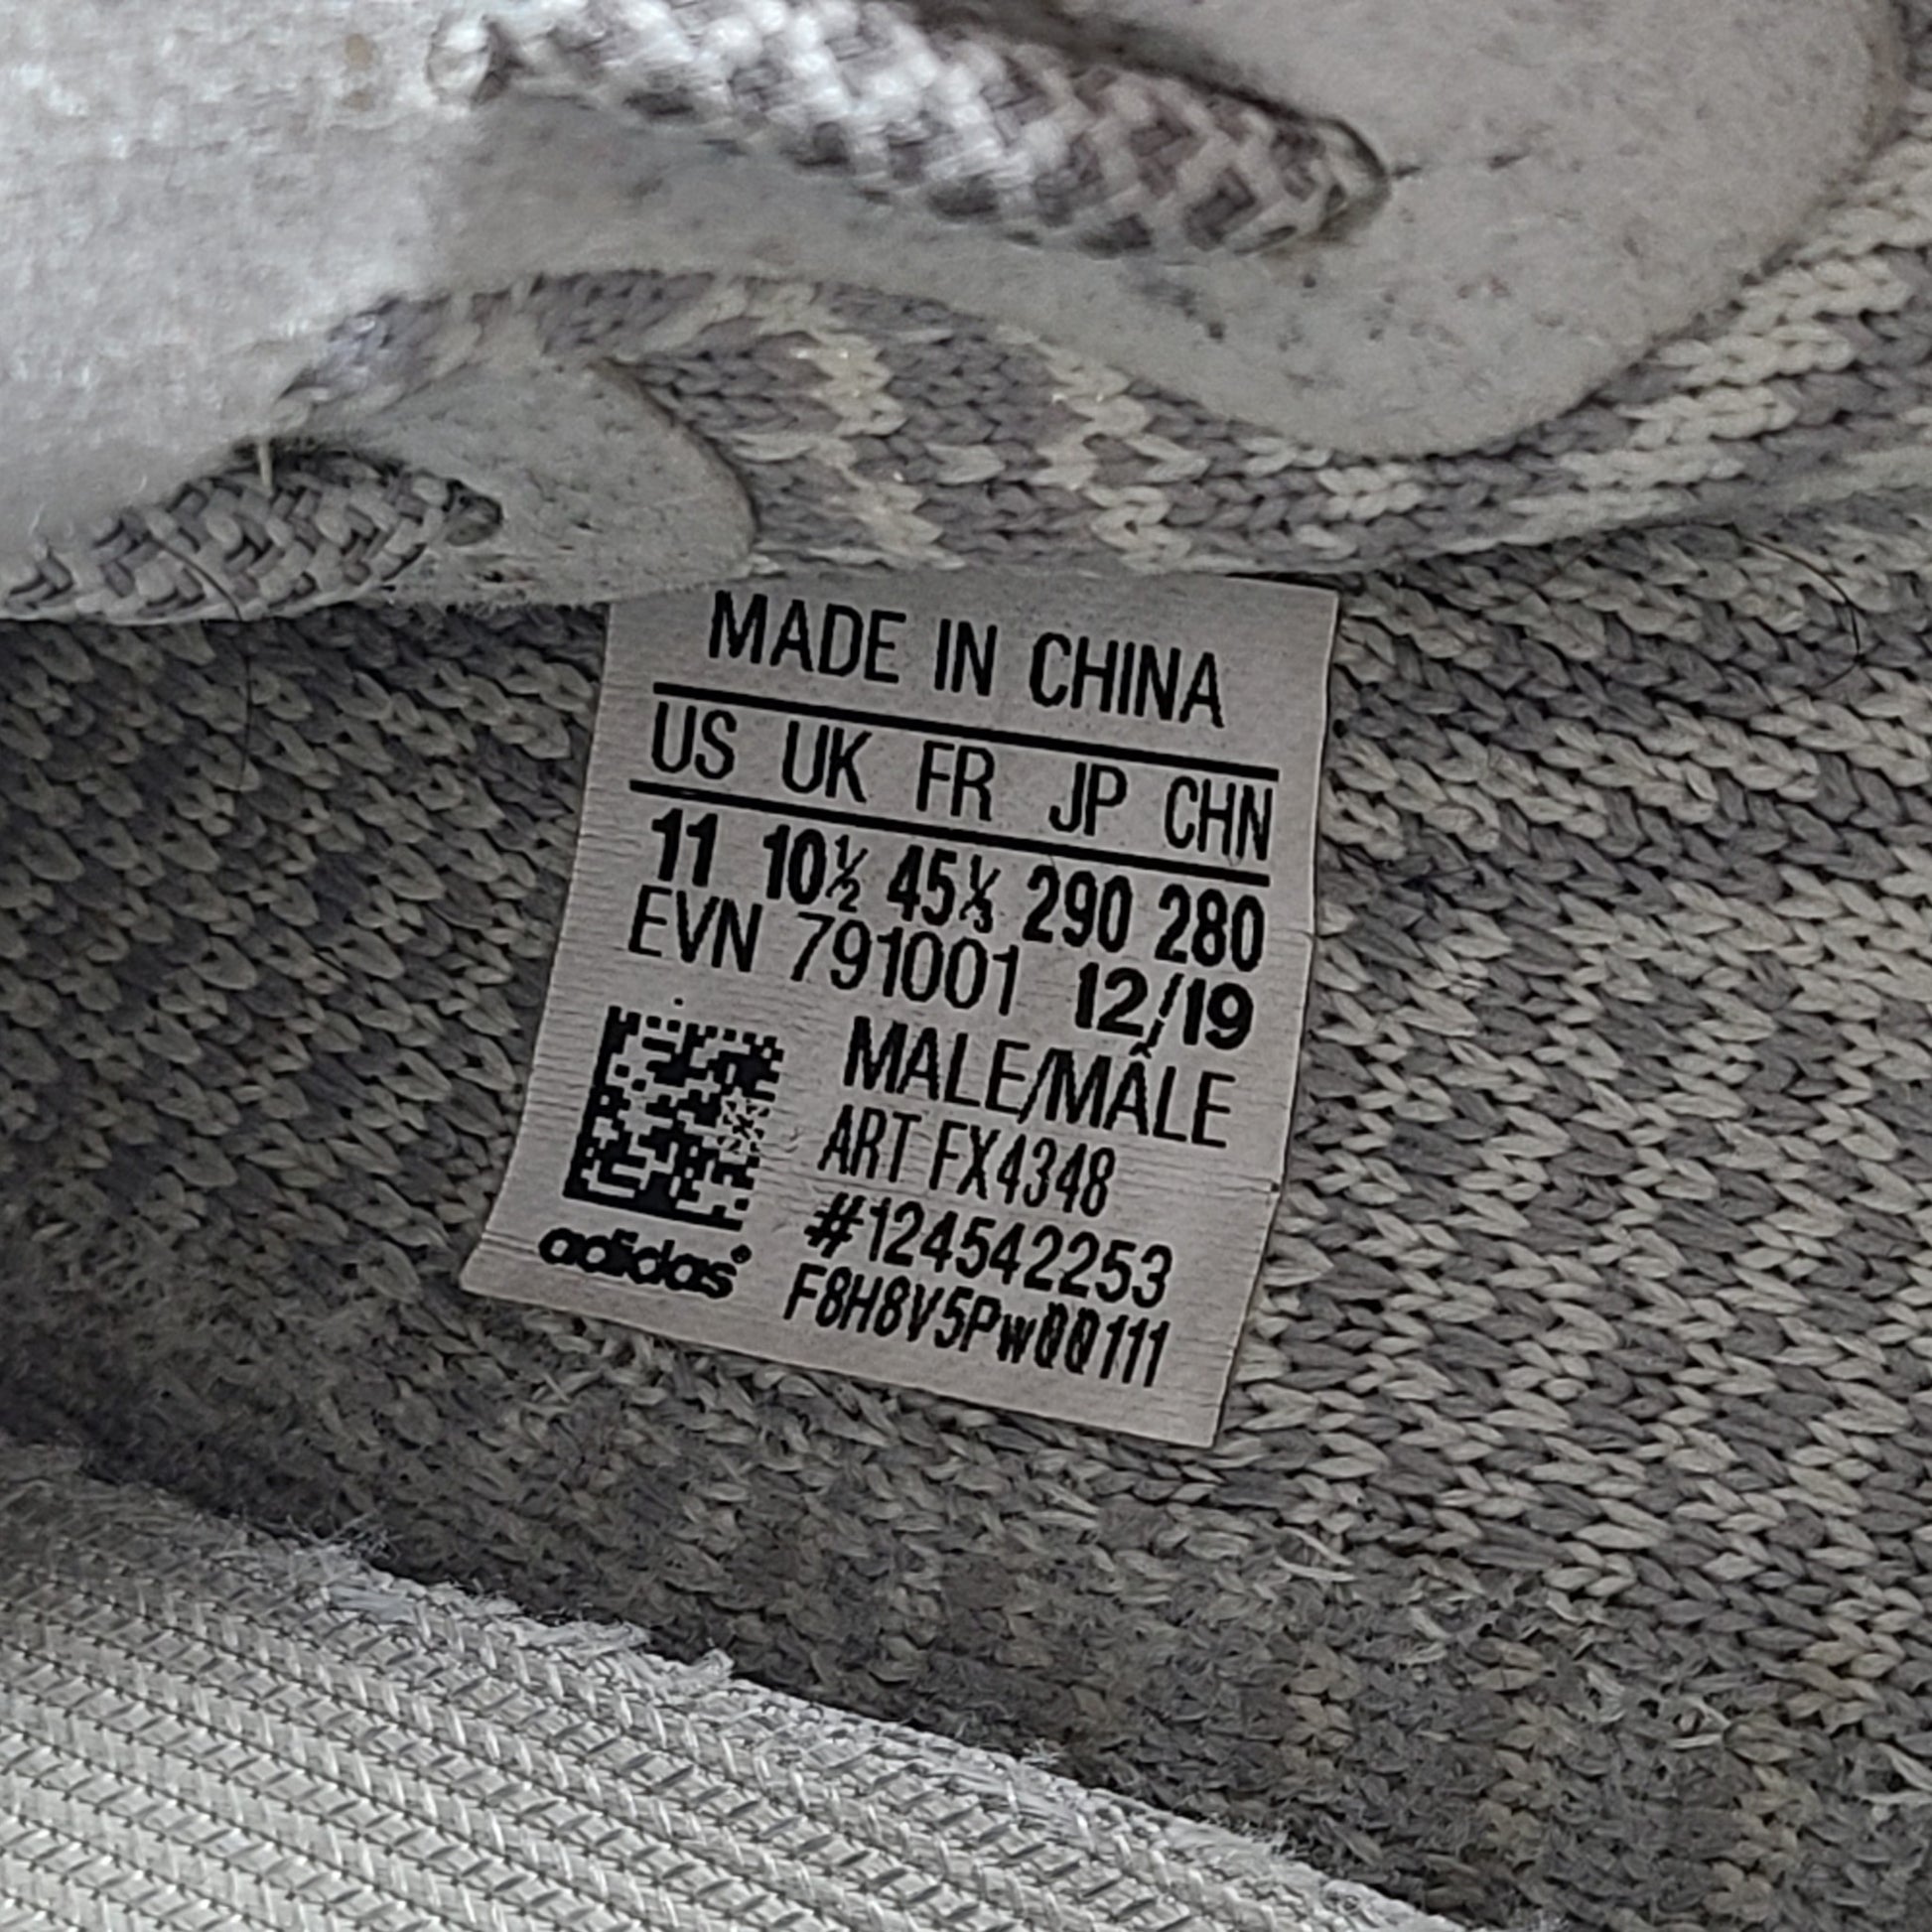 MADE IN CHINA
US UK FR JP CHN
11 10½ 45⅓ 290 280
EVN 791001 12/19
MALE/MÂLE
ART FX4348
#124542253
adidas®
F8H8V5PW00111